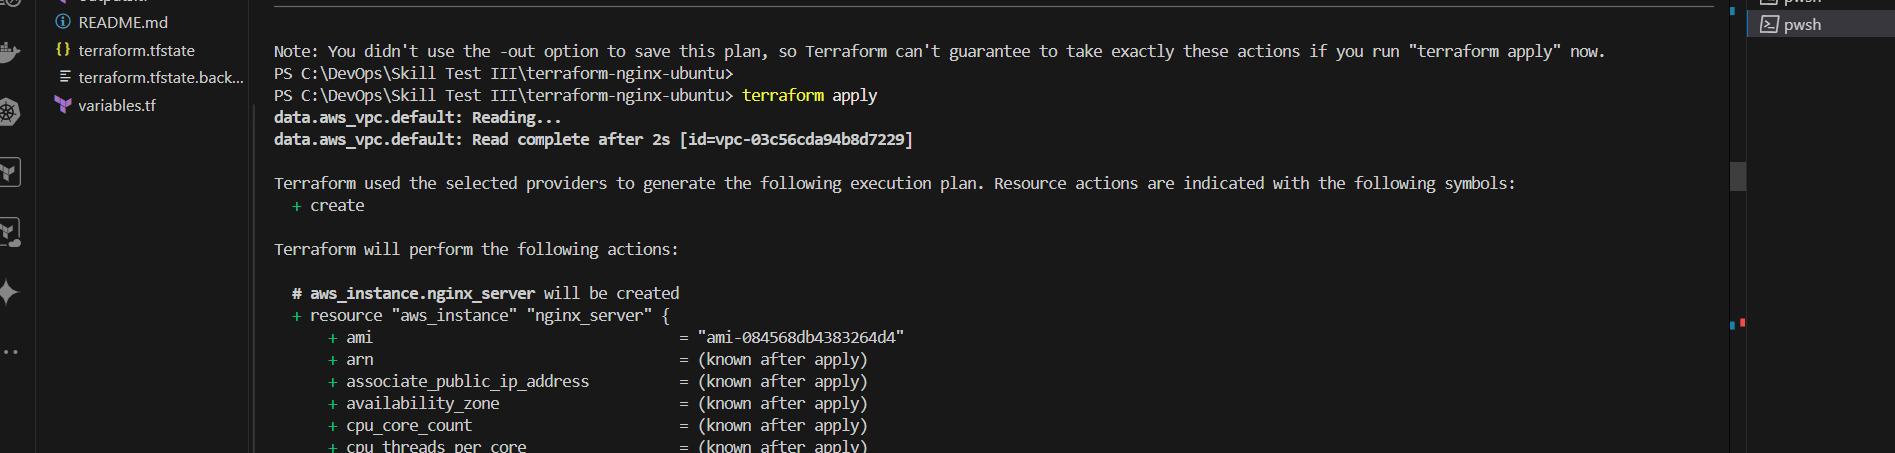 README.md
terraform.tfstate
terraform.tfstate.back...
variables.tf
Note: You didn't use the -out option to save this plan, so Terraform can't guarantee to take exactly these actions if you run "terraform apply" now.
PS C:\DevOps\Skill Test III\terraform-nginx-ubuntu>
PS C:\DevOps\Skill Test III\terraform-nginx-ubuntu> terraform apply
data.aws_vpc.default: Reading...
data.aws_vpc.default: Read complete after 2s [id=vpc-03c56cda94b8d7229]
Terraform used the selected providers to generate the following execution plan. Resource actions are indicated with the following symbols:
+ create
Terraform will perform the following actions:
# aws_instance.nginx_server will be created
+ resource "aws_instance" "nginx_server" {
+ ami = "ami-084568db4383264d4"
+ arn = (known after apply)
+ associate_public_ip_address = (known after apply)
+ availability_zone = (known after apply)
+ cpu_core_count = (known after apply)
+ cpu_threads_per_core = (known after apply)
pwsh
pwsh